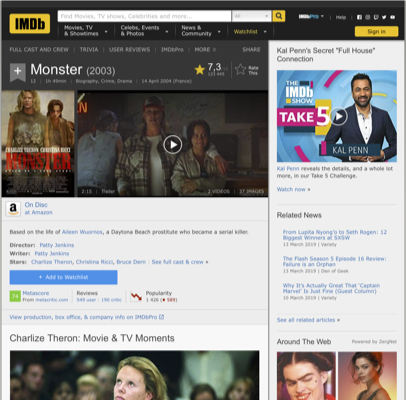 IMDb
Find Movies, TV shows, Celebrities and more...
All
IMDbPro
Help
Movies, TV
& Showtimes
Celebs, Events
& Photos
News &
Community
Watchlist
Sign in
FULL CAST AND CREW | TRIVIA | USER REVIEWS | IMDbPro | MORE
SHARE
Monster (2003)
12 | 1h 49min | Biography, Crime, Drama | 14 April 2004 (France)
7,3
Rate
This
CHARLIZE THERON CHRISTINA RICCI
MONSTER
2:15 | Trailer
2 VIDEOS | 37 IMAGES
On Disc
at Amazon
Based on the life of Aileen Wuornos, a Daytona Beach prostitute who became a serial killer.
Director: Patty Jenkins
Writer: Patty Jenkins
Stars: Charlize Theron, Christina Ricci, Bruce Dern | See full cast & crew »
+ Add to Watchlist
Metascore
From metacritic.com
Reviews
549 user | 190 critic
Popularity
1 426 (589)
View production, box office, & company info on IMDbPro
Charlize Theron: Movie & TV Moments
Kal Penn's Secret "Full House"
Connection
THE
IMDb
SHOW
TAKE 5
KAL PENN
Kal Penn reveals the details, and a whole lot
more, in our Take 5 Challenge.
Watch now »
Related News
From Lupita Nyong'o to Seth Rogen: 12
Biggest Winners at SXSW
13 March 2019 | Variety
The Flash Season 5 Episode 16 Review:
Failure is an Orphan
13 March 2019 | Den of Geek
Why It's Actually Great That 'Captain
Marvel' Is Just Fine (Guest Column)
10 March 2019 | Variety
See all related articles »
Around The Web
Powered by ZergNet